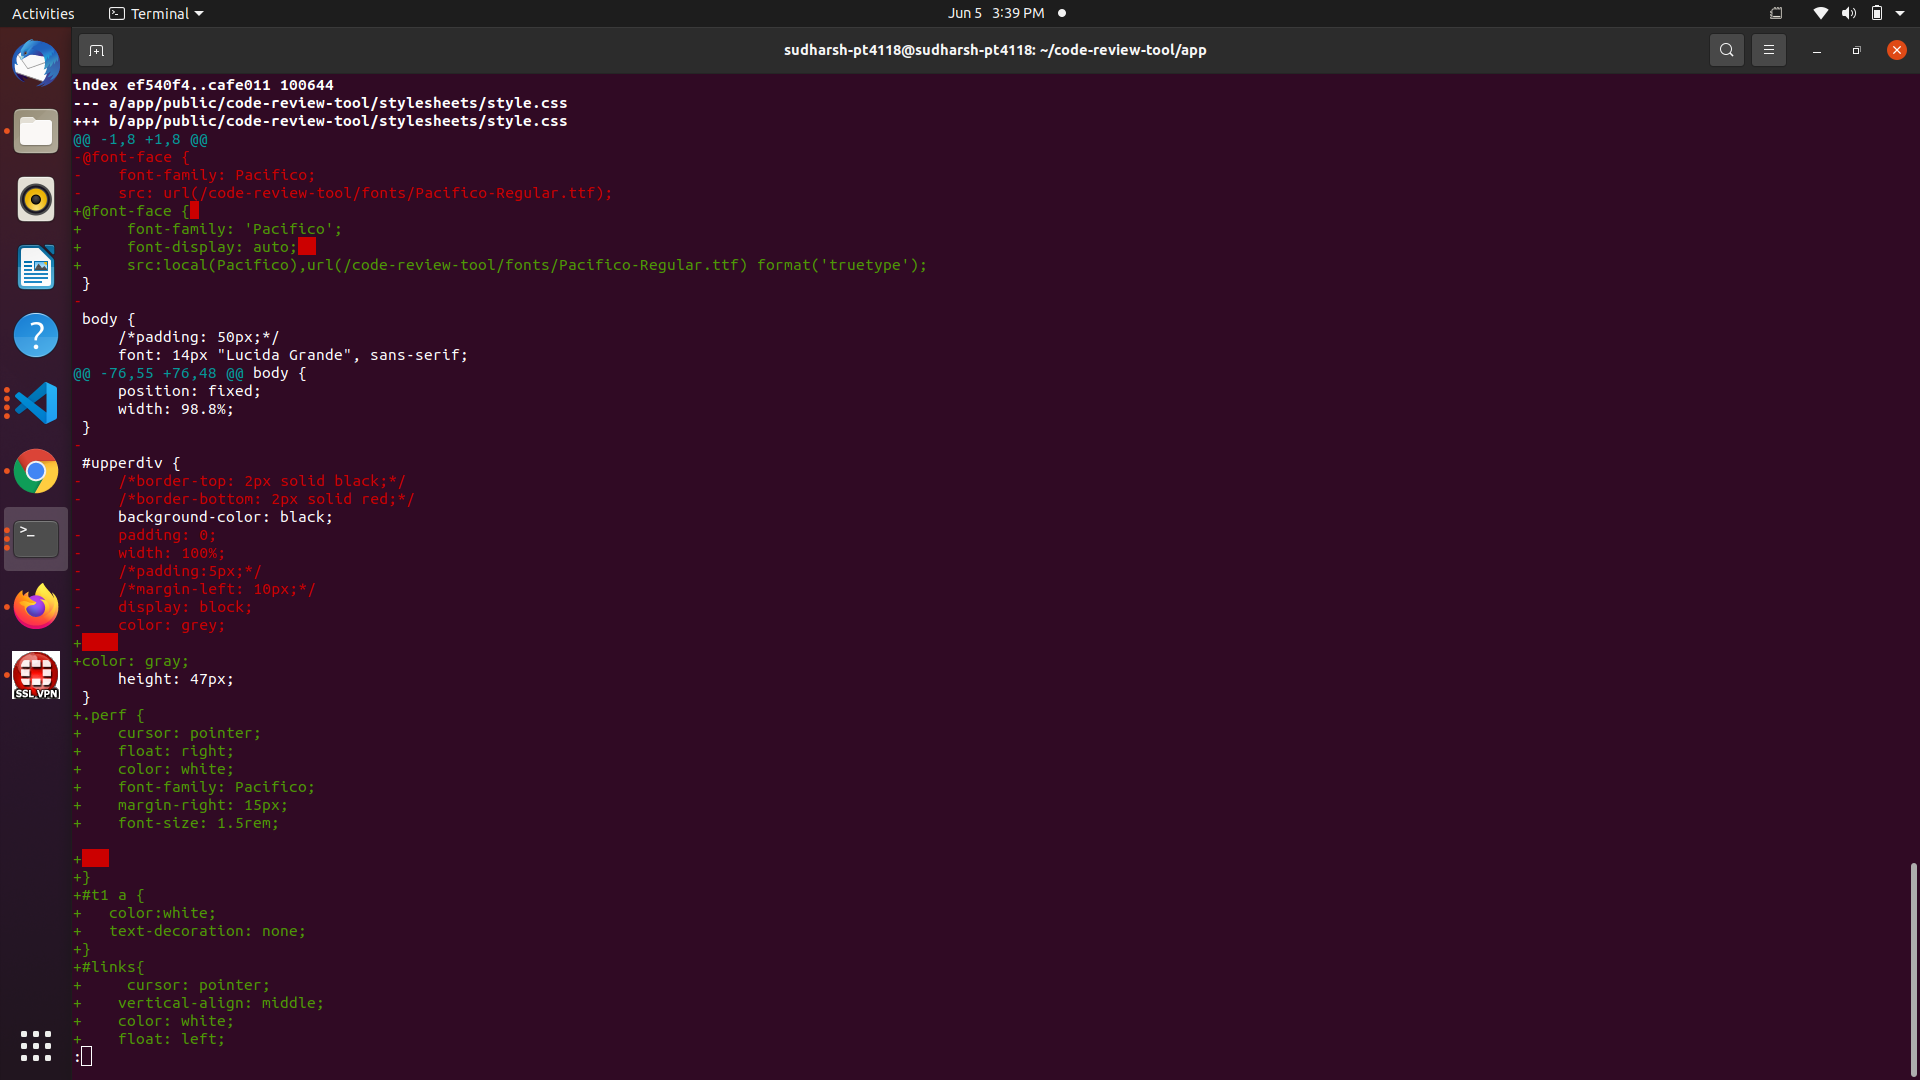 Activities
Terminal
Jun 5 3:39 PM
sudharsh-pt4118@sudharsh-pt4118: ~/code-review-tool/app
index ef540f4..cafe011 100644
--- a/app/public/code-review-tool/stylesheets/style.css
+++ b/app/public/code-review-tool/stylesheets/style.css
@@ -1,8 +1,8 @@
-@font-face {
-    font-family: Pacifico;
-    src: url(/code-review-tool/fonts/Pacifico-Regular.ttf);
+@font-face {
+     font-family: 'Pacifico';
+     font-display: auto;
+     src:local(Pacifico),url(/code-review-tool/fonts/Pacifico-Regular.ttf) format('truetype');
 }
-
 body {
     /*padding: 50px;*/
     font: 14px "Lucida Grande", sans-serif;
@@ -76,55 +76,48 @@ body {
     position: fixed;
     width: 98.8%;
 }
-
 #upperdiv {
-    /*border-top: 2px solid black;*/
-    /*border-bottom: 2px solid red;*/
     background-color: black;
-    padding: 0;
-    width: 100%;
-    /*padding:5px;*/
-    /*margin-left: 10px;*/
-    display: block;
-    color: grey;
+
+color: gray;
     height: 47px;
 }
+.perf {
+    cursor: pointer;
+    float: right;
+    color: white;
+    font-family: Pacifico;
+    margin-right: 15px;
+    font-size: 1.5rem;
+
+}
+#t1 a {
+   color:white;
+   text-decoration: none;
+}
+#links{
+     cursor: pointer;
+    vertical-align: middle;
+    color: white;
+    float: left;
:
>_
?
SSL VPN